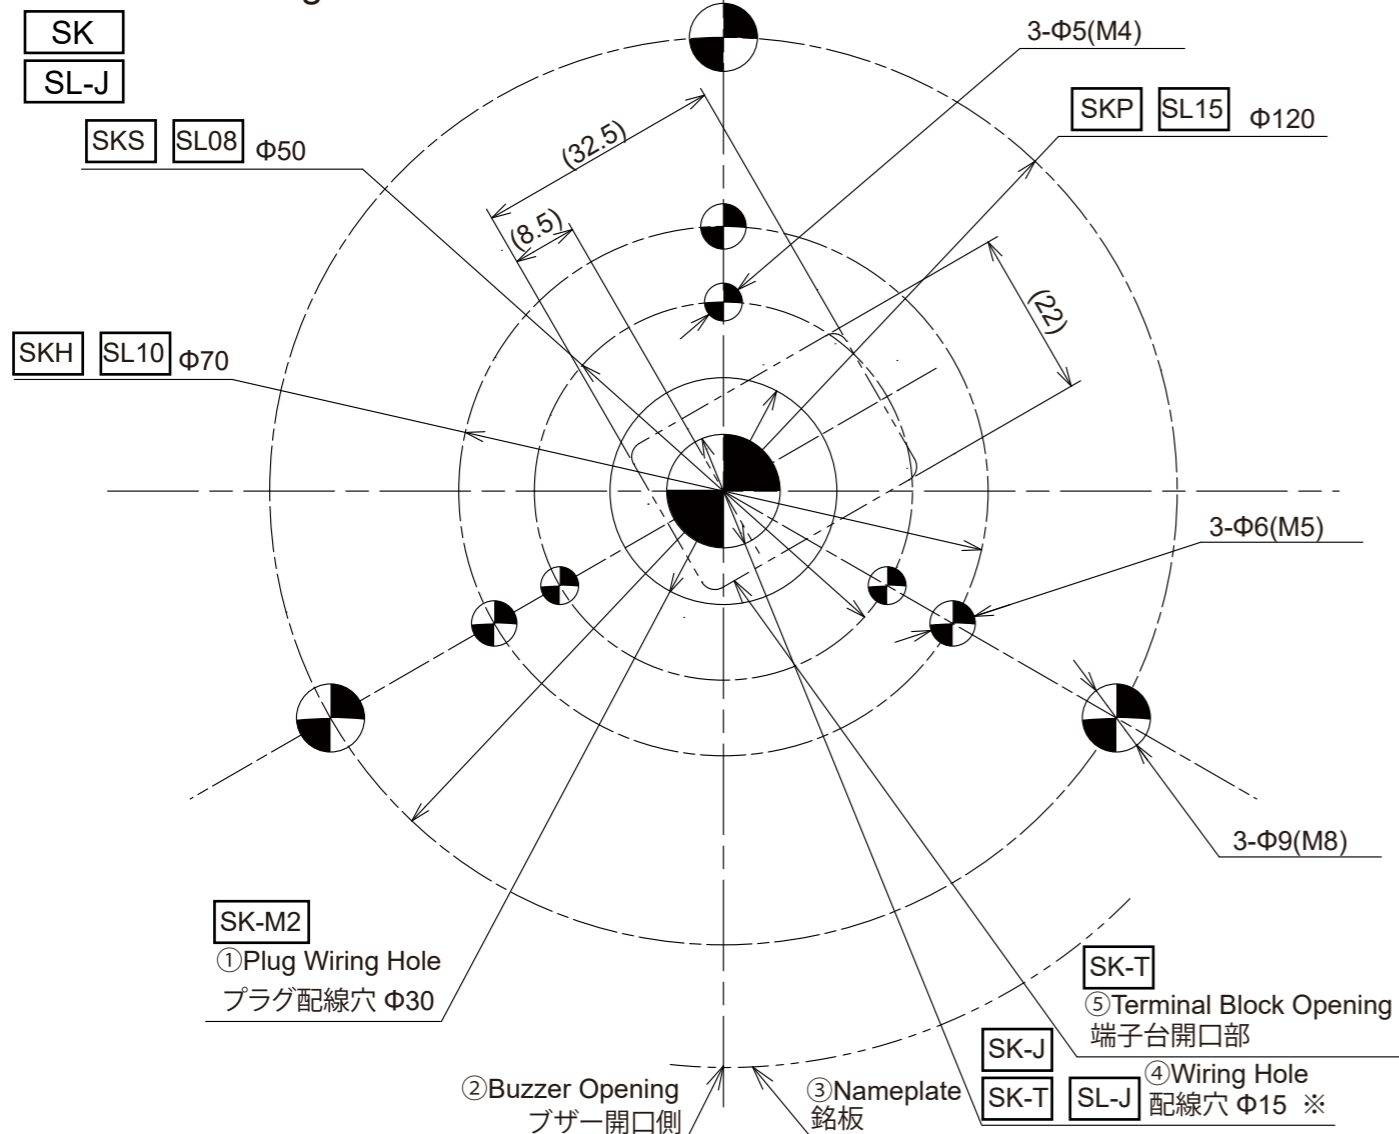 SK
SL-J
3-Φ5(M4)
SKP SL15 Φ120
SKS SL08 Φ50
(32.5)
(8.5)
(22)
SKH SL10 Φ70
3-Φ6(M5)
3-Φ9(M8)
SK-M2
①Plug Wiring Hole
プラグ配線穴 Φ30
SK-T
⑤Terminal Block Opening
端子台開口部
SK-J
SK-T SL-J ④Wiring Hole
配線穴 Φ15 ※
②Buzzer Opening
ブザー開口側
③Nameplate
銘板